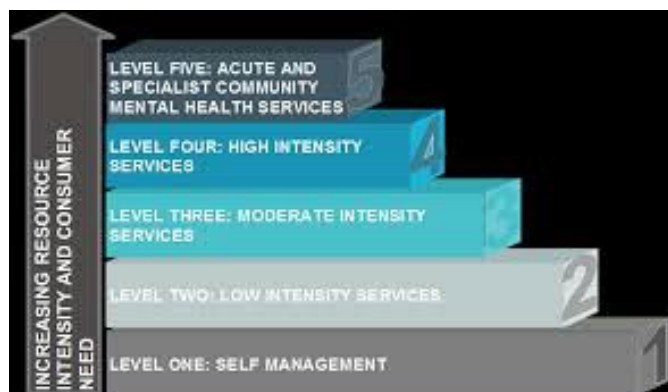 LEVEL FIVE: ACUTE AND
SPECIALIST COMMUNITY
MENTAL HEALTH SERVICES
5
LEVEL FOUR: HIGH INTENSITY
SERVICES
4
LEVEL THREE: MODERATE INTENSITY
SERVICES
3
LEVEL TWO: LOW INTENSITY SERVICES
2
LEVEL ONE: SELF MANAGEMENT
1
INCREASING RESOURCE
INTENSITY AND CONSUMER
NEED